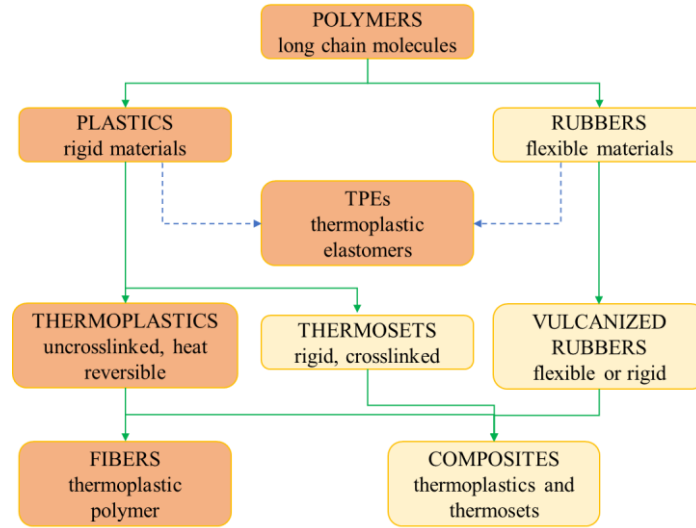 POLYMERS
long chain molecules
PLASTICS
rigid materials
RUBBERS
flexible materials
TPEs
thermoplastic
elastomers
THERMOPLASTICS
uncrosslinked, heat
reversible
THERMOSETS
rigid, crosslinked
VULCANIZED
RUBBERS
flexible or rigid
FIBERS
thermoplastic
polymer
COMPOSITES
thermoplastics and
thermosets